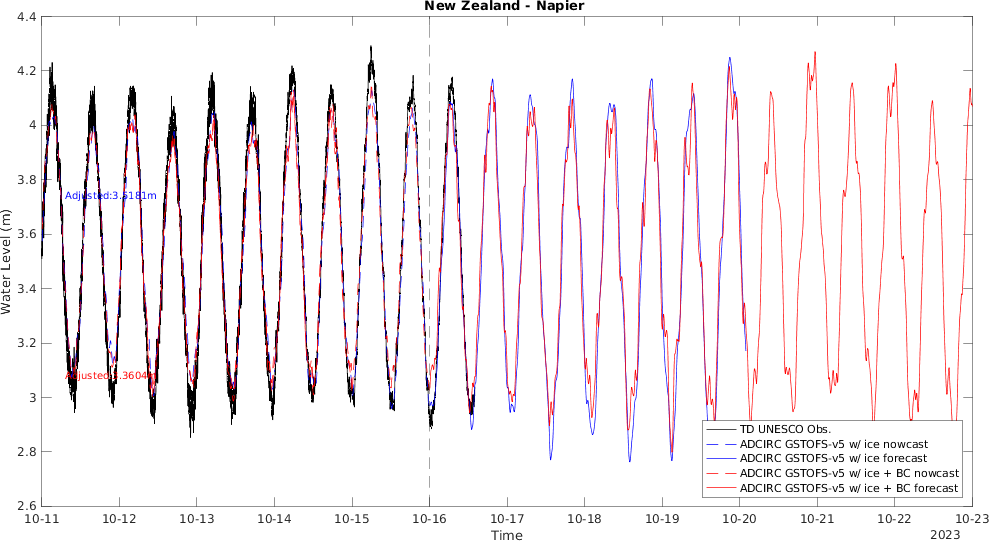 New Zealand - Napier
4.4
4.2
4
3.8
3.6
3.4
3.2
3
2.8
2.6
Water Level (m)
Adjusted:3.5181m
Adjusted:3.3604m
TD UNESCO Obs.
ADCIRC GSTOFS-v5 w/ ice nowcast
ADCIRC GSTOFS-v5 w/ ice forecast
ADCIRC GSTOFS-v5 w/ ice + BC nowcast
ADCIRC GSTOFS-v5 w/ ice + BC forecast
10-11 10-12 10-13 10-14 10-15 10-16 10-17 10-18 10-19 10-20 10-21 10-22 10-23
Time
2023